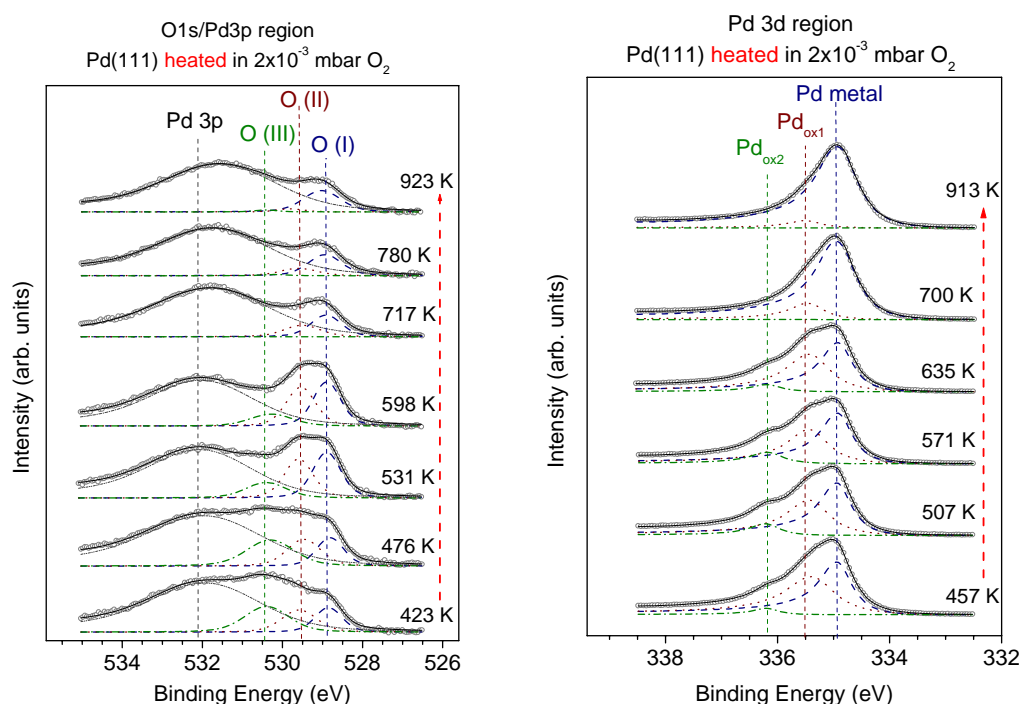 O1s/Pd3p region
Pd(111) heated in 2x10⁻³ mbar O₂
Pd 3p
O (III)
O (II)
O (I)
923 K
780 K
717 K
598 K
531 K
476 K
423 K
Intensity (arb. units)
534 532 530 528 526
Binding Energy (eV)
Pd 3d region
Pd(111) heated in 2x10⁻³ mbar O₂
Pd metal
Pdox1
Pdox2
913 K
700 K
635 K
571 K
507 K
457 K
Intensity (arb. units)
338 336 334 332
Binding Energy (eV)